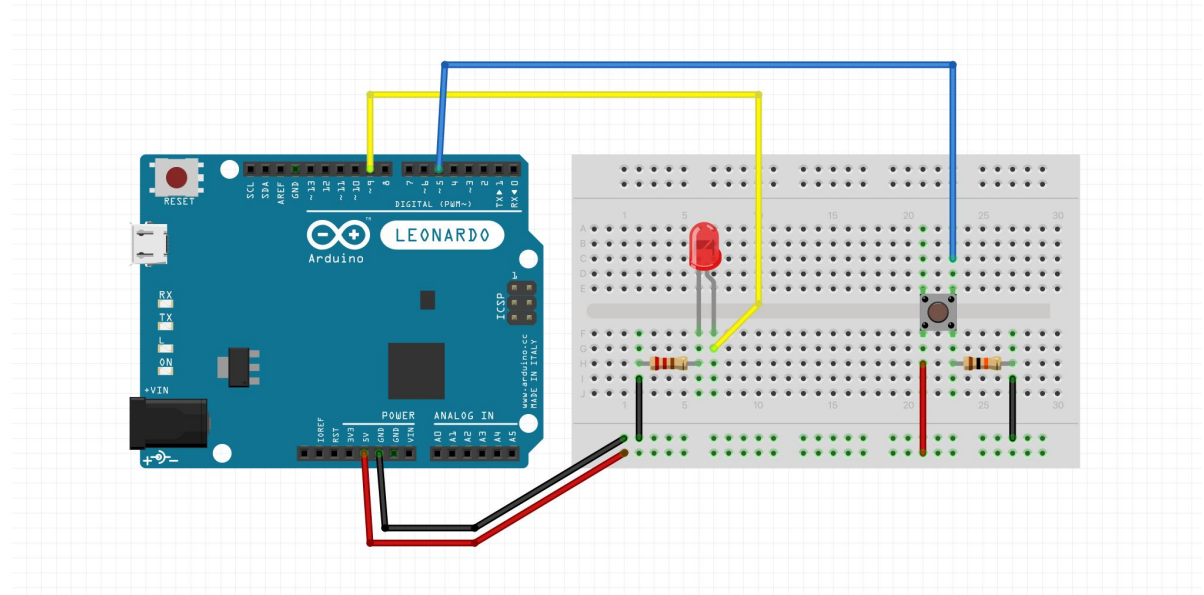 SCL
SDA
AREF
GND
~13
12
~11
~10
~9
8
7
~6
~5
4
~3
2
TX▸1
RX◂0
RESET
DIGITAL (PWM~)
TM
LEONARDO
Arduino
1
ICSP
RX
TX
L
ON
www.arduino.cc
MADE IN ITALY
+VIN
POWER
ANALOG IN
IOREF
RST
3V3
5V
GND
GND
VIN
A0
A1
A2
A3
A4
A5
1 5 10 15 20 25 30
A
B
C
D
E
F
G
H
I
J
1 5 10 15 20 25 30